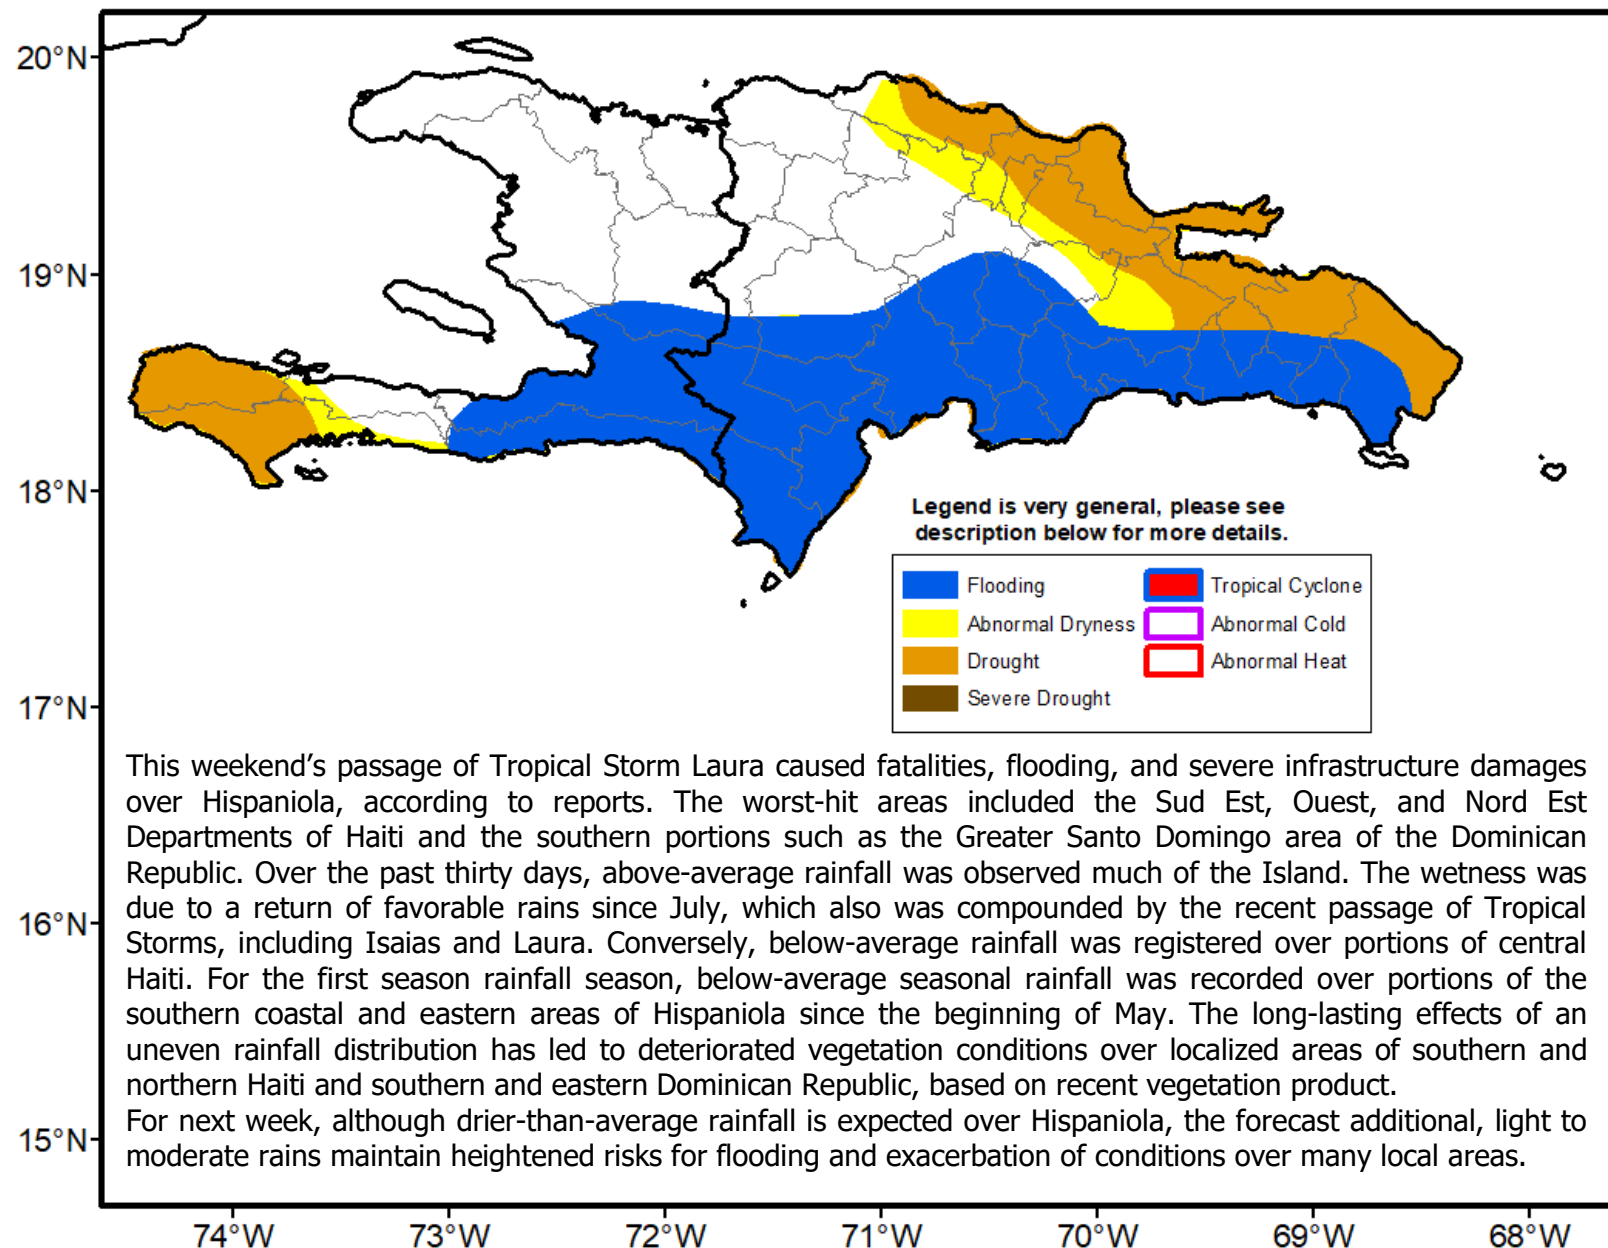 20°N
19°N
18°N
17°N
16°N
15°N
Legend is very general, please see
description below for more details.
Flooding
Tropical Cyclone
Abnormal Dryness
Abnormal Cold
Drought
Abnormal Heat
Severe Drought
This weekend’s passage of Tropical Storm Laura caused fatalities, flooding, and severe infrastructure damages
over Hispaniola, according to reports. The worst-hit areas included the Sud Est, Ouest, and Nord Est
Departments of Haiti and the southern portions such as the Greater Santo Domingo area of the Dominican
Republic. Over the past thirty days, above-average rainfall was observed much of the Island. The wetness was
due to a return of favorable rains since July, which also was compounded by the recent passage of Tropical
Storms, including Isaias and Laura. Conversely, below-average rainfall was registered over portions of central
Haiti. For the first season rainfall season, below-average seasonal rainfall was recorded over portions of the
southern coastal and eastern areas of Hispaniola since the beginning of May. The long-lasting effects of an
uneven rainfall distribution has led to deteriorated vegetation conditions over localized areas of southern and
northern Haiti and southern and eastern Dominican Republic, based on recent vegetation product.
For next week, although drier-than-average rainfall is expected over Hispaniola, the forecast additional, light to
moderate rains maintain heightened risks for flooding and exacerbation of conditions over many local areas.
74°W
73°W
72°W
71°W
70°W
69°W
68°W